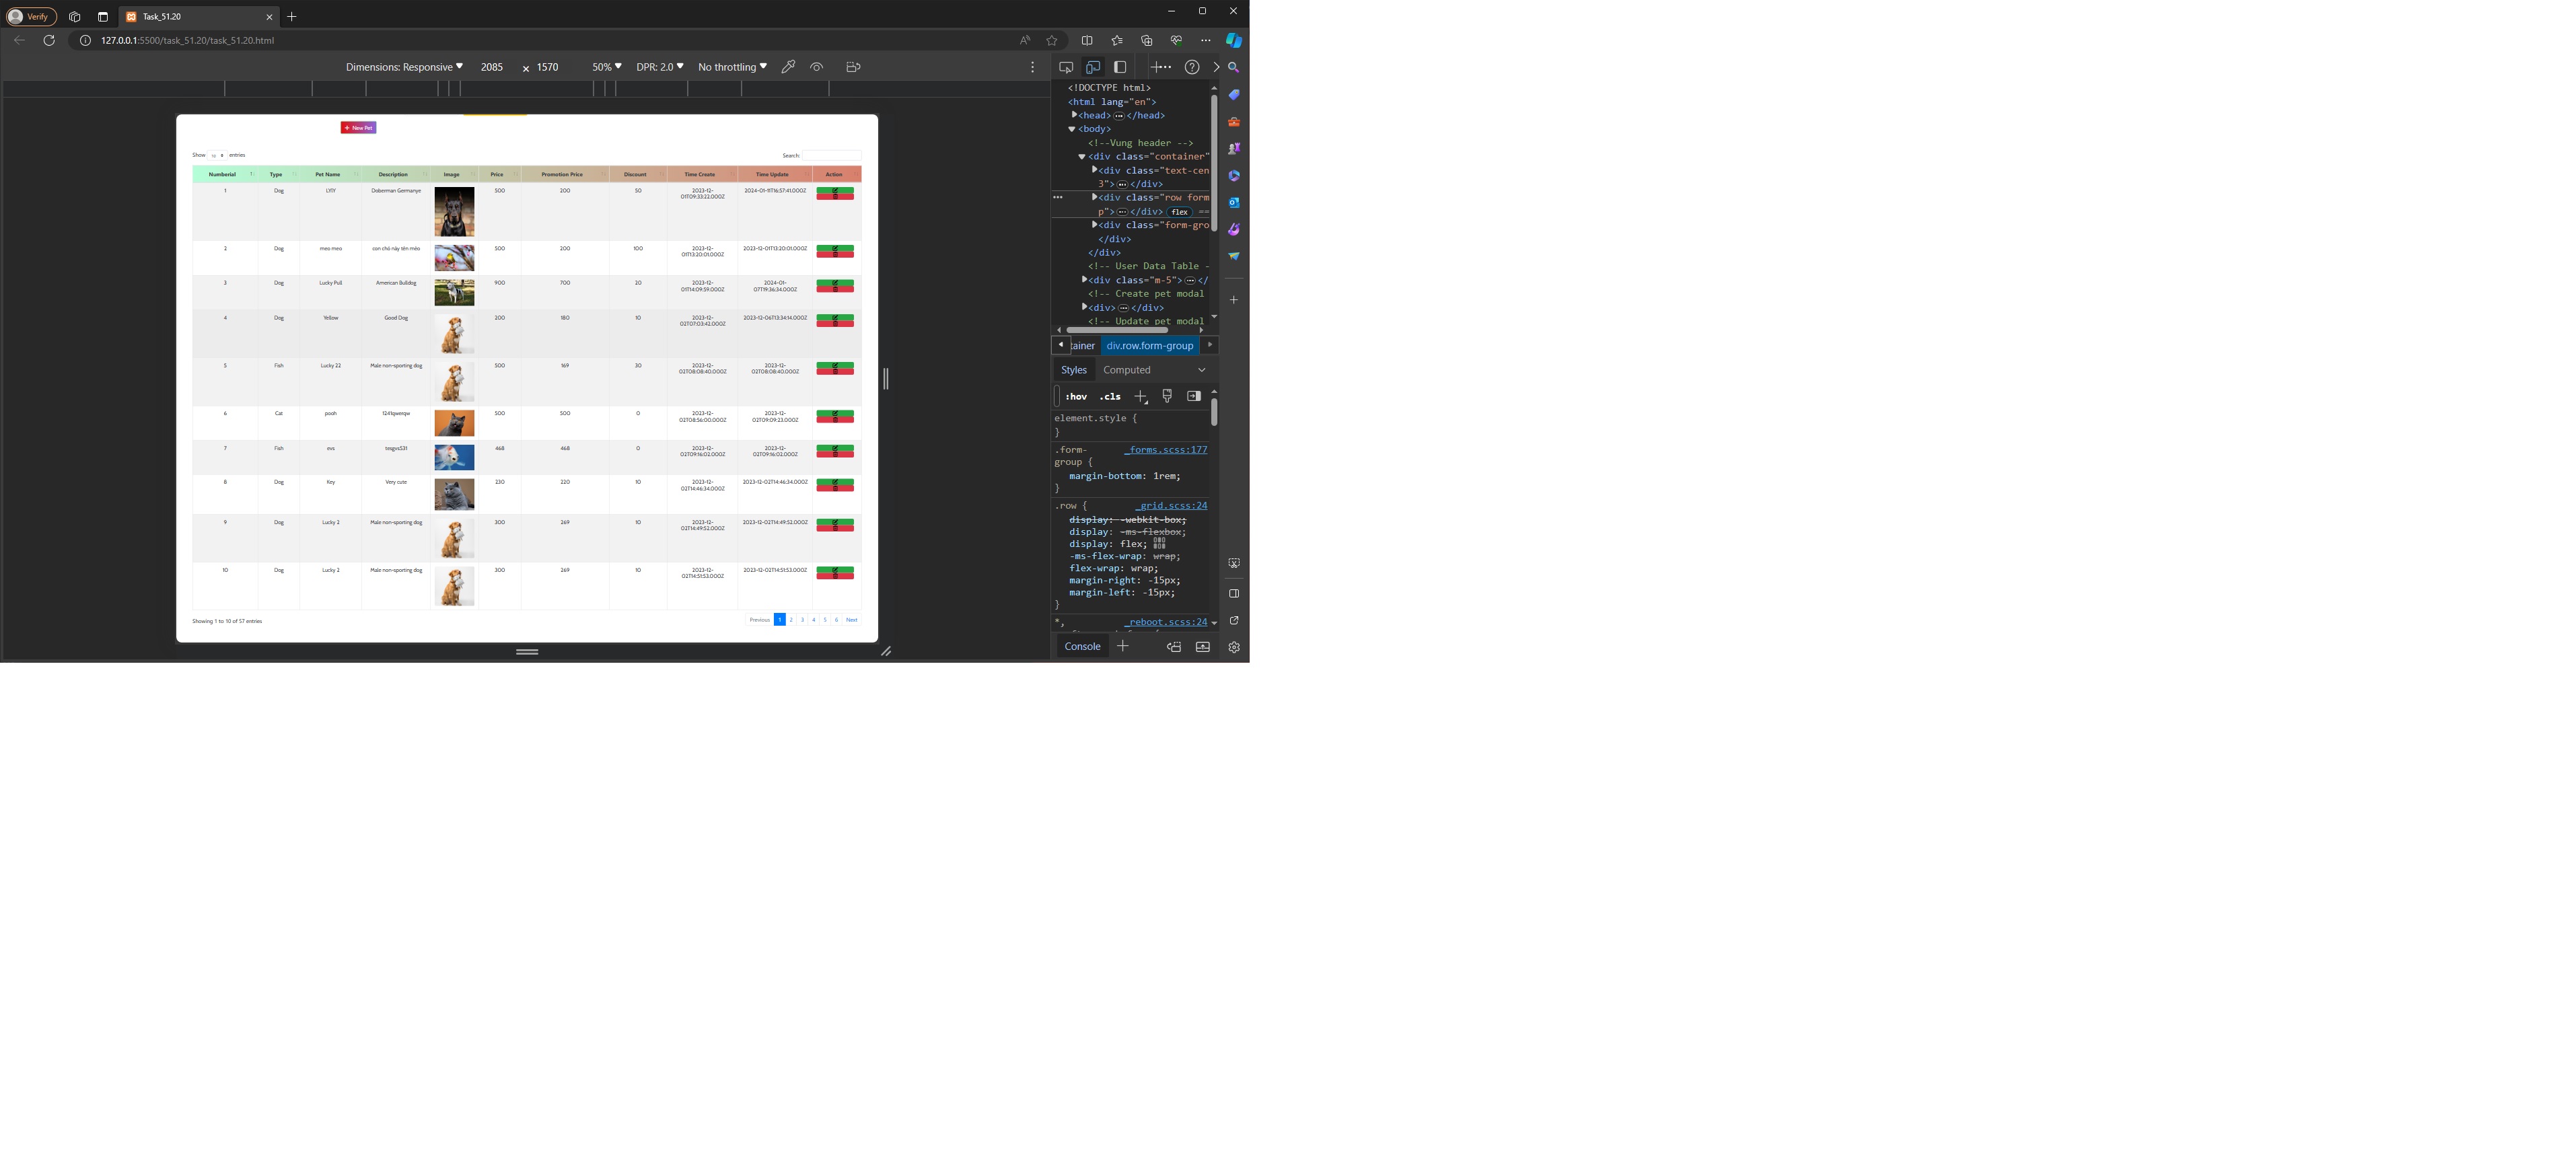 Verify
Task_51.20
127.0.0.1:5500/task_51.20/task_51.20.html
Dimensions: Responsive 2085 × 1570 50% DPR: 2.0 No throttling
New Pet
Show 10 entries
Search:
Numberial Type Pet Name Description Image Price Promotion Price Discount Time Create Time Update Action
1 Dog LYlY Doberman Germanye 500 200 50 2023-12- 2024-01-11T16:57:41.000Z
01T09:33:22.000Z
2 Dog meo meo con chó này tên mèo 500 200 100 2023-12- 2023-12-01T13:20:01.000Z
01T13:20:01.000Z
3 Dog Lucky Pull American Bulldog 900 700 20 2023-12- 2024-01-
01T14:09:59.000Z 07T19:36:34.000Z
4 Dog Yellow Good Dog 200 180 10 2023-12- 2023-12-06T13:34:14.000Z
02T07:03:42.000Z
5 Fish Lucky 22 Male non-sporting dog 500 169 30 2023-12- 2023-12-
02T08:08:40.000Z 02T08:08:40.000Z
6 Cat pooh 1241qwerqw 500 500 0 2023-12- 2023-12-
02T08:56:00.000Z 02T09:09:23.000Z
7 Fish evs 468 468 0 2023-12- 2023-12-
02T09:16:02.000Z 02T09:16:02.000Z
8 Dog Key Very cute 230 220 10 2023-12- 2023-12-02T14:46:34.000Z
02T14:46:34.000Z
9 Dog Lucky 2 Male non-sporting dog 300 269 10 2023-12- 2023-12-02T14:49:52.000Z
02T14:49:52.000Z
10 Dog Lucky 2 Male non-sporting dog 300 269 10 2023-12- 2023-12-02T14:51:53.000Z
02T14:51:53.000Z
Showing 1 to 10 of 57 entries
Previous 1 2 3 4 5 6 Next
<!DOCTYPE html>
<html lang="en">
<head> ••• </head>
<body>
<!--Vung header -->
<div class="container"
<div class="text-cen
3"> ••• </div>
<div class="row form
p"> ••• </div> flex ==
<div class="form-gro
</div>
</div>
<!-- User Data Table -
<div class="m-5"> ••• </
<!-- Create pet modal
<div> ••• </div>
<!-- Update pet modal
tainer div.row.form-group
Styles Computed
:hov .cls
element.style {
}
.form- _forms.scss:177
group {
margin-bottom: 1rem;
}
.row { _grid.scss:24
display: -webkit-box;
display: -ms-flexbox;
display: flex;
-ms-flex-wrap: wrap;
flex-wrap: wrap;
margin-right: -15px;
margin-left: -15px;
}
*, _reboot.scss:24
Console